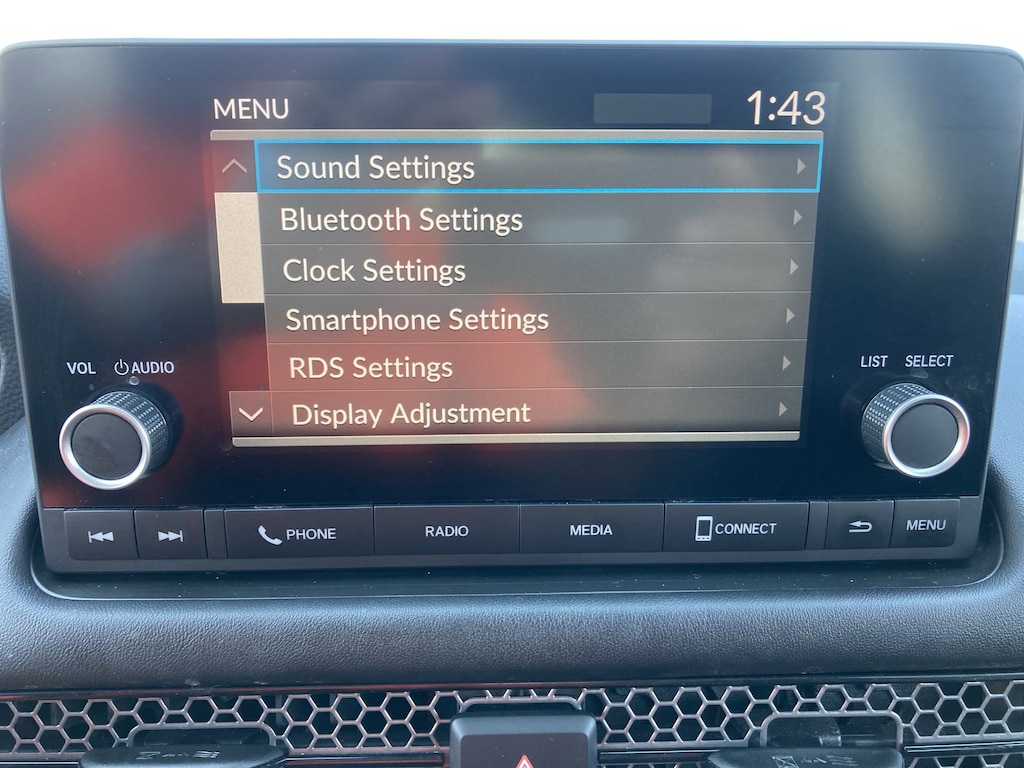 MENU 1:43
Sound Settings
Bluetooth Settings
Clock Settings
Smartphone Settings
RDS Settings
Display Adjustment
VOL AUDIO
LIST SELECT
PHONE RADIO MEDIA CONNECT MENU